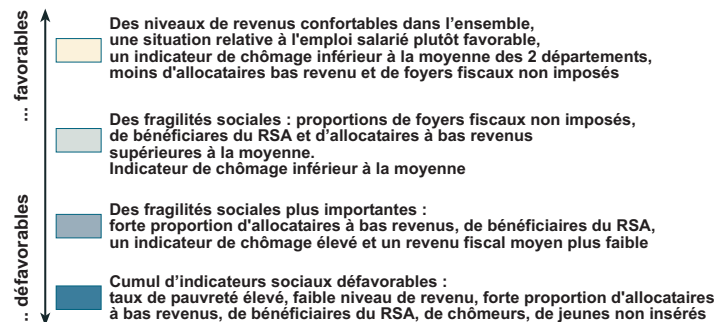 ... favorables
Des niveaux de revenus confortables dans l’ensemble,
une situation relative à l'emploi salarié plutôt favorable,
un indicateur de chômage inférieur à la moyenne des 2 départements,
moins d'allocataires bas revenu et de foyers fiscaux non imposés
Des fragilités sociales : proportions de foyers fiscaux non imposés,
de bénéficiares du RSA et d’allocataires à bas revenus
supérieures à la moyenne.
Indicateur de chômage inférieur à la moyenne
... défavorables
Des fragilités sociales plus importantes :
forte proportion d'allocataires à bas revenus, de bénéficiaires du RSA,
un indicateur de chômage élevé et un revenu fiscal moyen plus faible
Cumul d’indicateurs sociaux défavorables :
taux de pauvreté élevé, faible niveau de revenu, forte proportion d'allocataires
à bas revenus, de bénéficiaires du RSA, de chômeurs, de jeunes non insérés